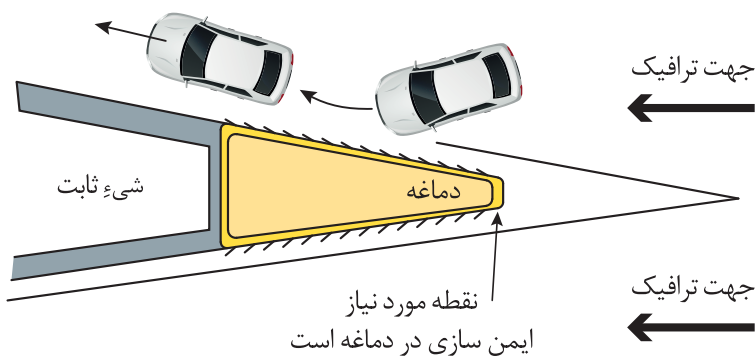 جهت ترافیک
شیءِ ثابت
دماغه
جهت ترافیک
نقطه مورد نیاز
ایمن سازی در دماغه است